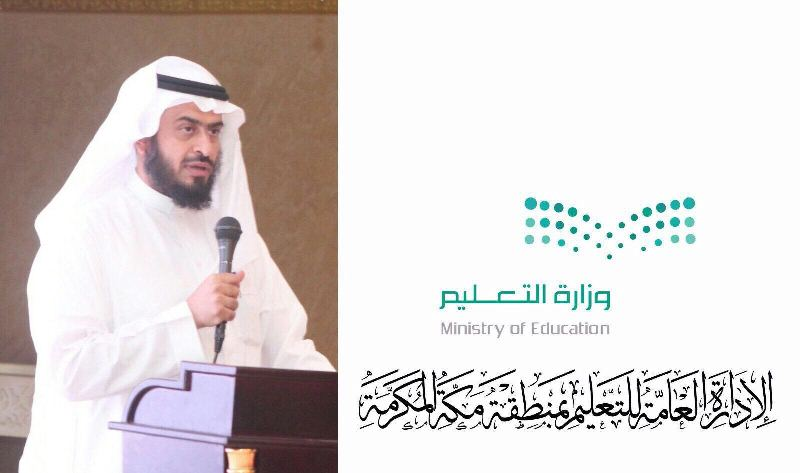 وزارة التعليم
Ministry of Education
الإدارة العامة للتعليم بمنطقة مكة المكرمة